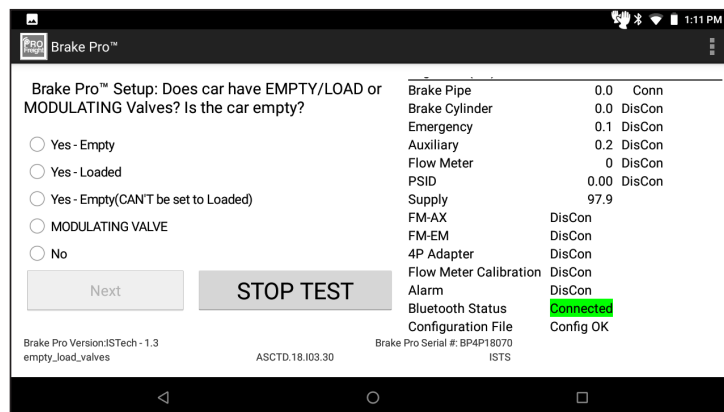 1:11 PM
PRO
Freight
Brake Pro™
Brake Pro™ Setup: Does car have EMPTY/LOAD or
MODULATING Valves? Is the car empty?
Yes - Empty
Yes - Loaded
Yes - Empty(CAN'T be set to Loaded)
MODULATING VALVE
No
Next
STOP TEST
Brake Pipe 0.0 Conn
Brake Cylinder 0.0 DisCon
Emergency 0.1 DisCon
Auxiliary 0.2 DisCon
Flow Meter 0 DisCon
PSID 0.00 DisCon
Supply 97.9
FM-AX DisCon
FM-EM DisCon
4P Adapter DisCon
Flow Meter Calibration DisCon
Alarm DisCon
Bluetooth Status Connected
Configuration File Config OK
Brake Pro Version:ISTech - 1.3
Brake Pro Serial #: BP4P18070
empty_load_valves
ASCTD.18.I03.30
ISTS